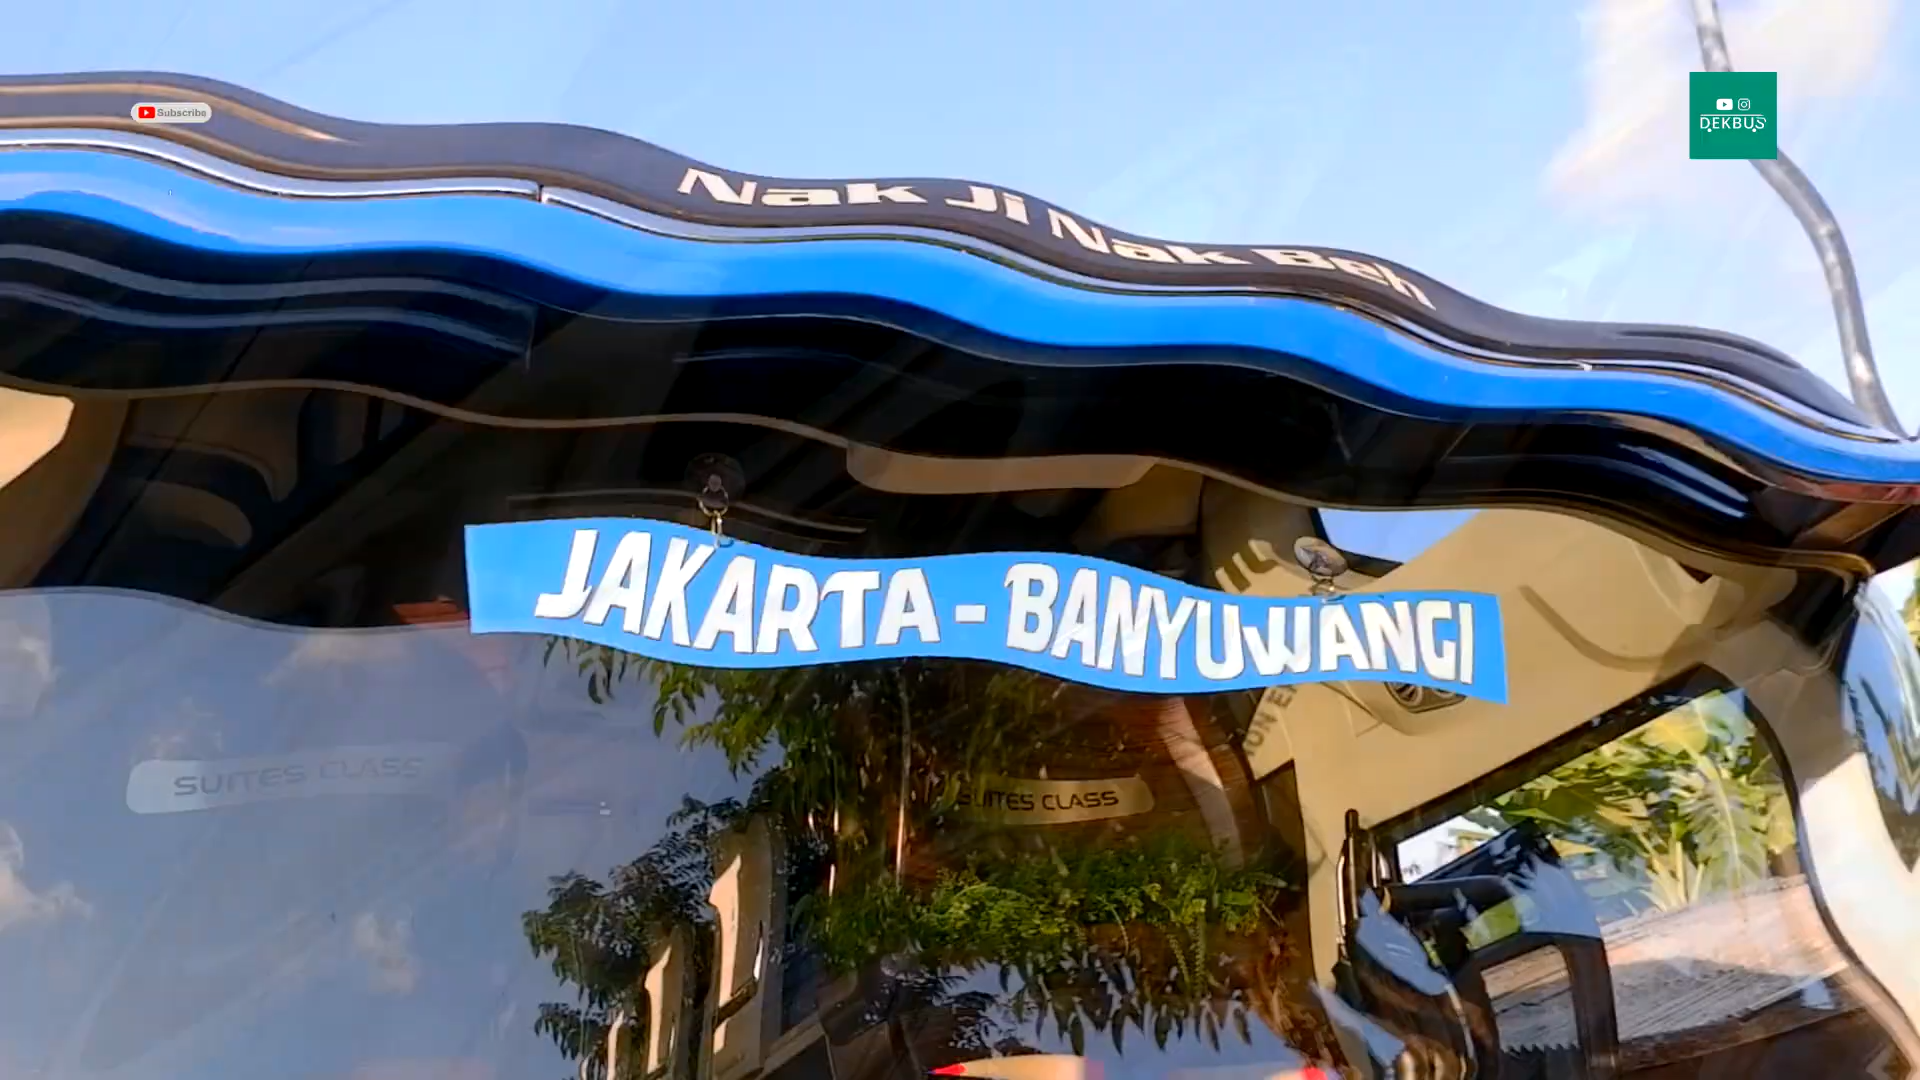 Subscribe
DEKBUS
Nak Ji Nak Beh
JAKARTA - BANYUWANGI
SUITES CLASS
SUITES CLASS